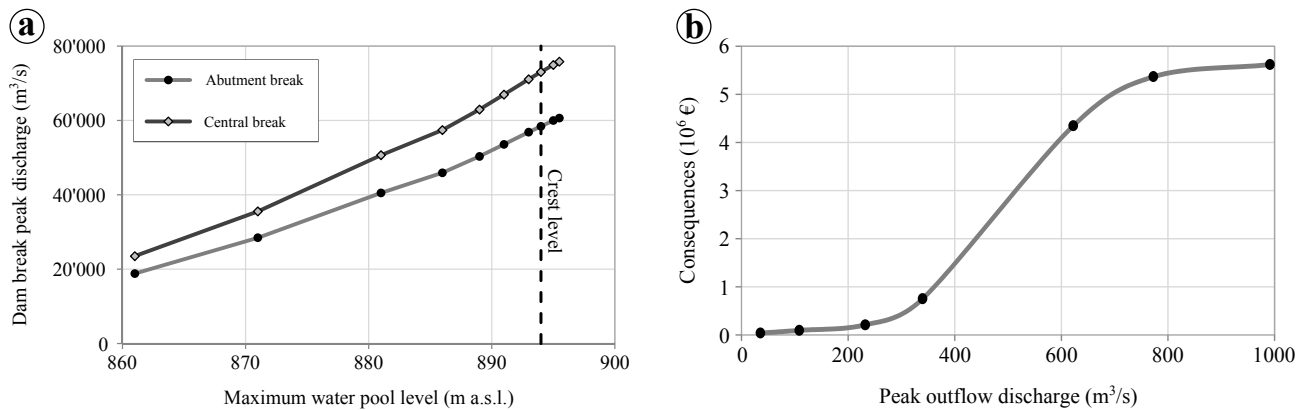 a
Dam break peak discharge (m³/s)
80'000
60'000
40'000
20'000
0
Abutment break
Central break
Crest level
860
870
880
890
900
Maximum water pool level (m a.s.l.)
b
Consequences (10⁶ €)
6
5
4
3
2
1
0
0
200
400
600
800
1000
Peak outflow discharge (m³/s)